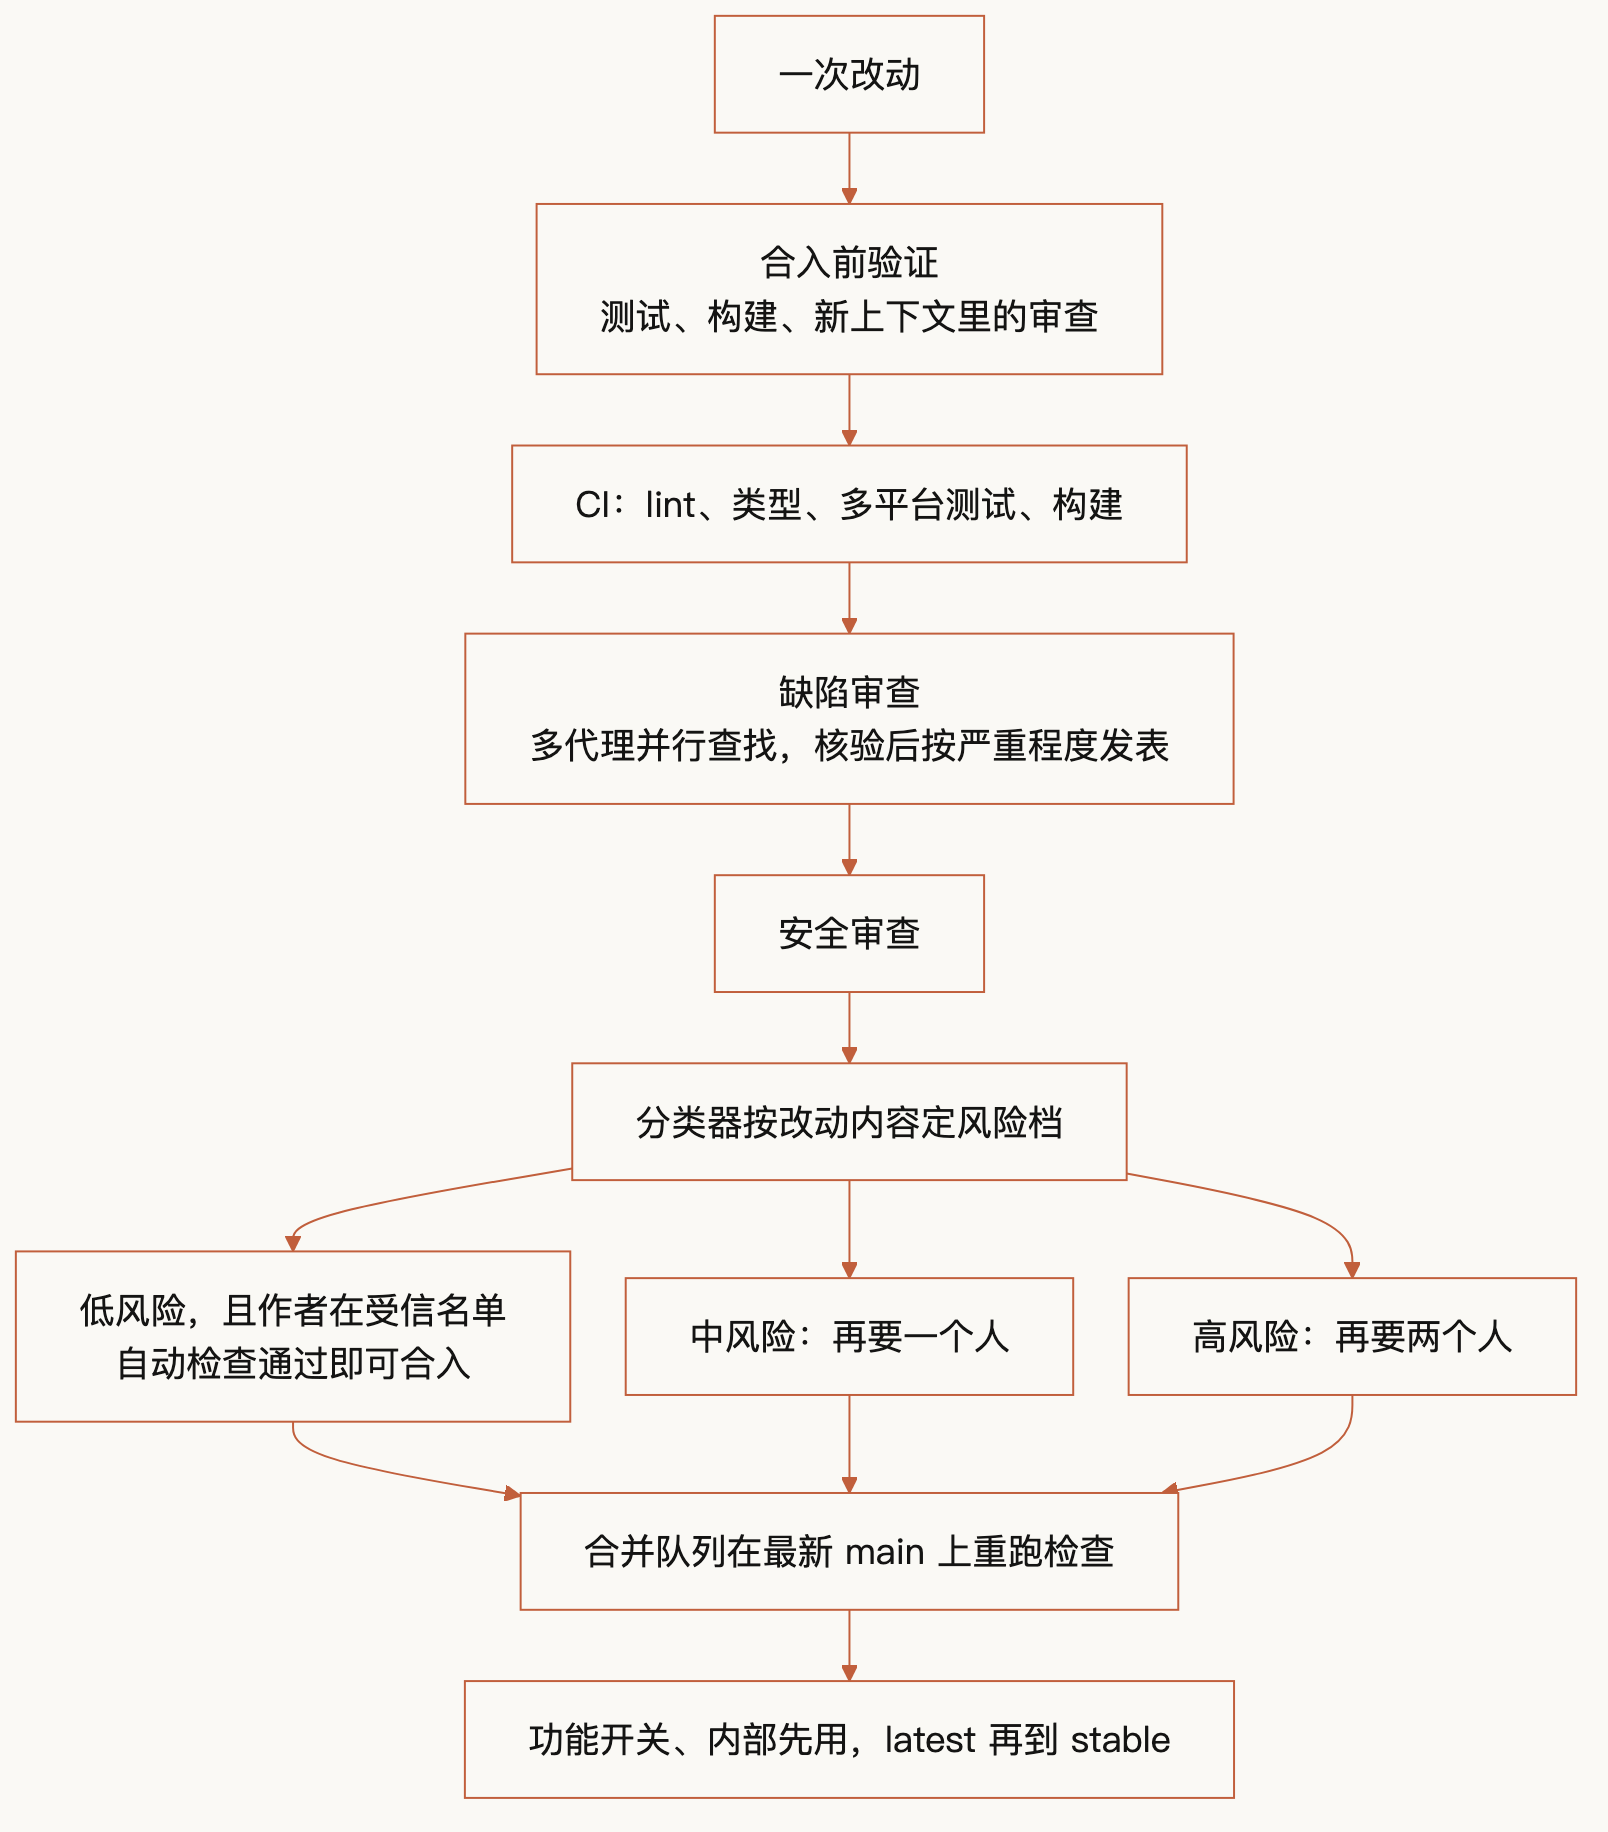 一次改动
合入前验证
测试、构建、新上下文里的审查
CI：lint、类型、多平台测试、构建
缺陷审查
多代理并行查找，核验后按严重程度发表
安全审查
分类器按改动内容定风险档
低风险，且作者在受信名单
自动检查通过即可合入
中风险：再要一个人
高风险：再要两个人
合并队列在最新 main 上重跑检查
功能开关、内部先用，latest 再到 stable